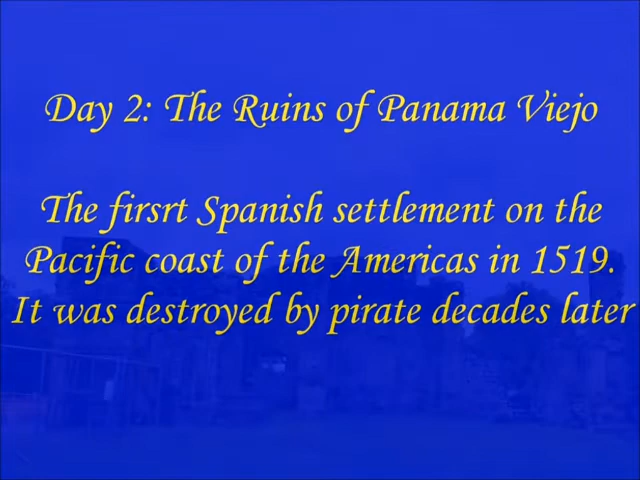 Day 2: The Ruins of Panama Viejo
The firsrt Spanish settlement on the
Pacific coast of the Americas in 1519.
It was destroyed by pirate decades later